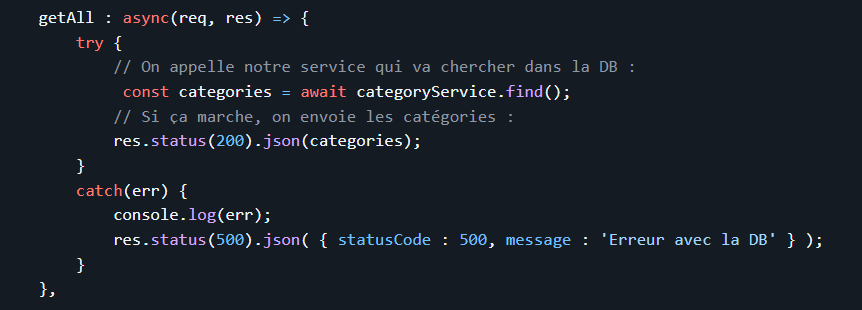 getAll : async(req, res) => {
try {
// On appelle notre service qui va chercher dans la DB :
const categories = await categoryService.find();
// Si ça marche, on envoie les catégories :
res.status(200).json(categories);
}
catch(err) {
console.log(err);
res.status(500).json( { statusCode : 500, message : 'Erreur avec la DB' } );
}
},